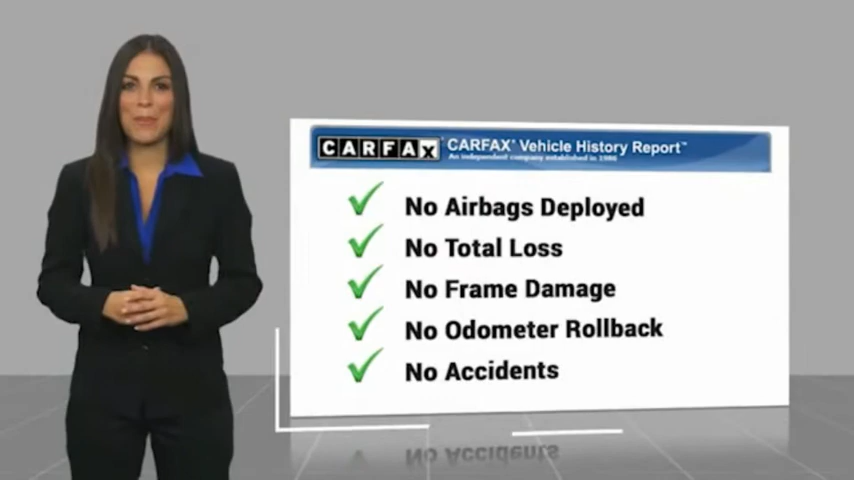 CARFAX® CARFAX® Vehicle History Report™
An independent company established in 1986
No Airbags Deployed
No Total Loss
No Frame Damage
No Odometer Rollback
No Accidents
No Accidents